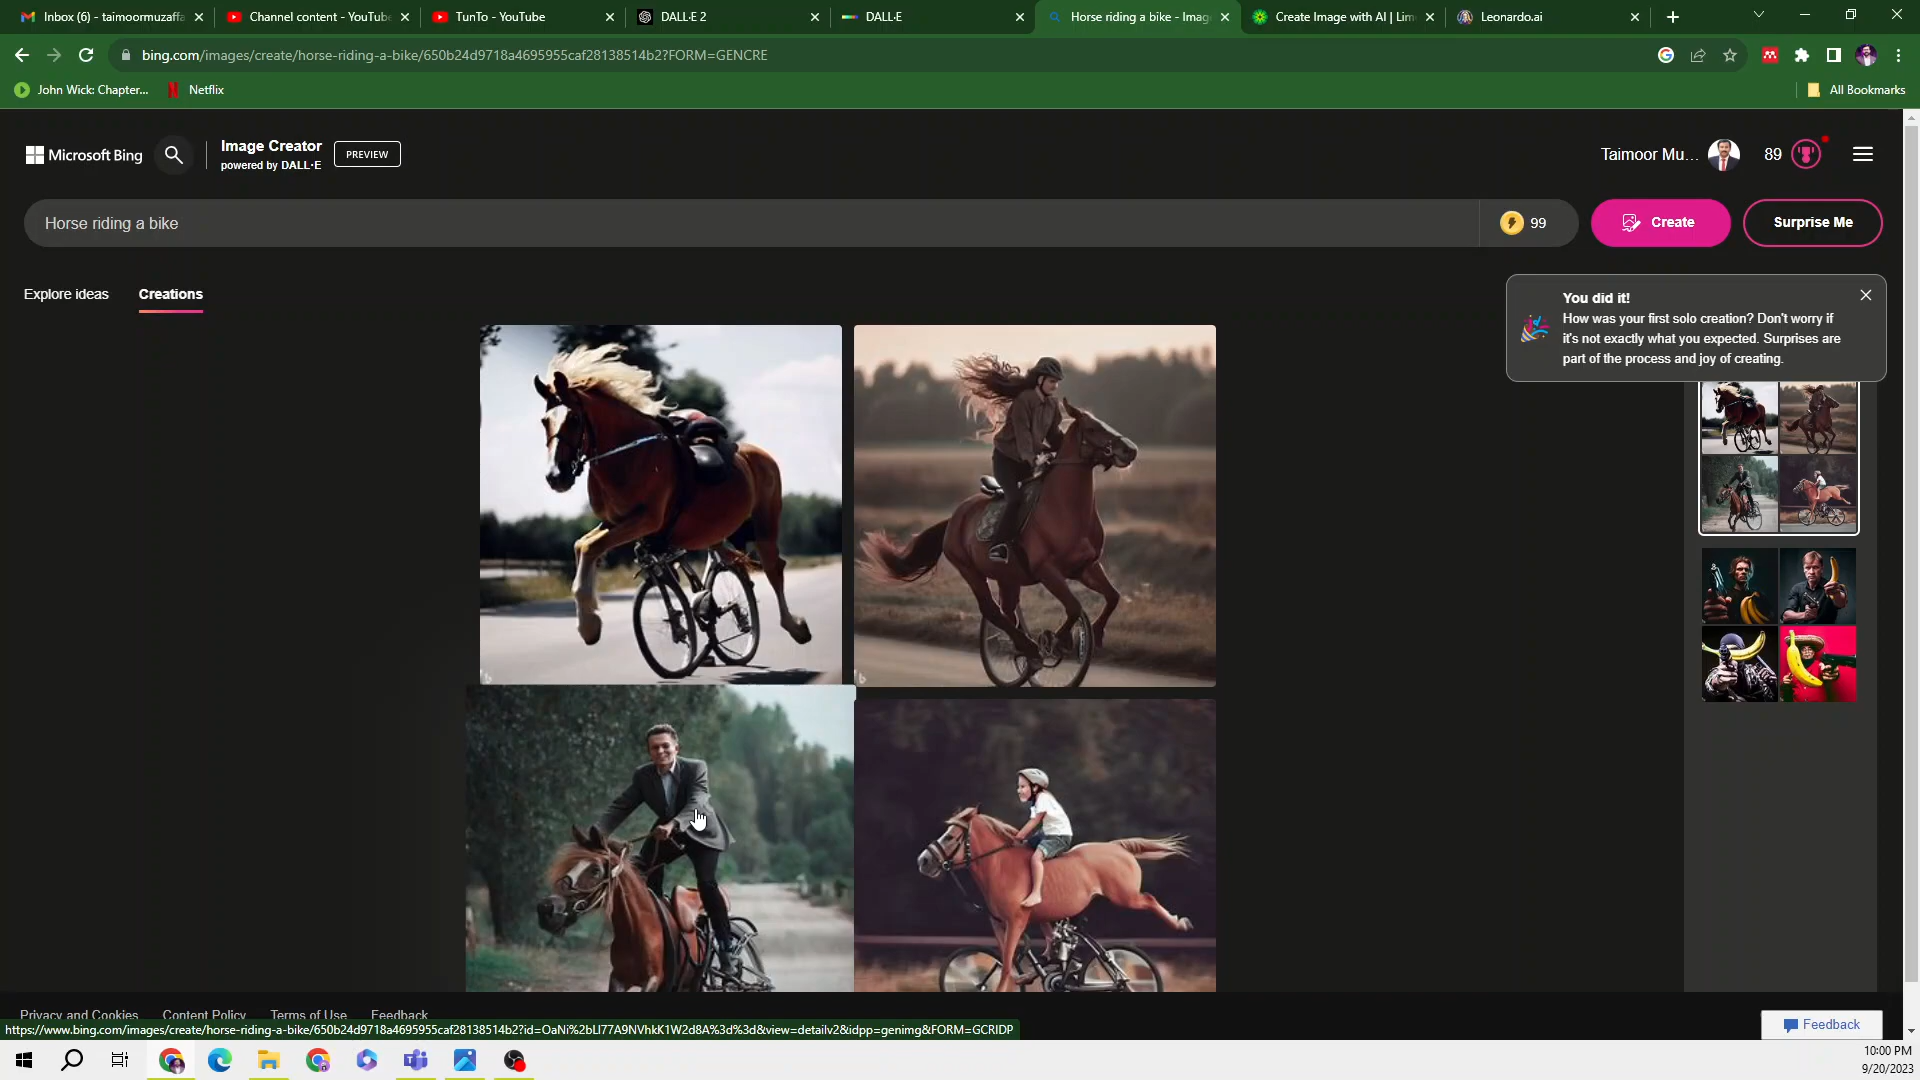 Inbox (6) - taimoormuzaffa
Channel content - YouTube
TunTo - YouTube
DALL·E 2
DALL·E
Horse riding a bike - Imag
Create Image with AI | Lim
Leonardo.ai
bing.com/images/create/horse-riding-a-bike/650b24d9718a4695955caf28138514b2?FORM=GENCRE
John Wick: Chapter...
Netflix
All Bookmarks
Microsoft Bing
Image Creator
powered by DALL·E
PREVIEW
Taimoor Mu...
89
Horse riding a bike
99
Create
Surprise Me
Explore ideas
Creations
You did it!
How was your first solo creation? Don't worry if
it's not exactly what you expected. Surprises are
part of the process and joy of creating.
Privacy and Cookies
Content Policy
Terms of Use
Feedback
Feedback
https://www.bing.com/images/create/horse-riding-a-bike/650b24d9718a4695955caf28138514b2?id=OaNi%2bLI77A9NVhkK1W2d8A%3d%3d&view=detailv2&idpp=genimg&FORM=GCRIDP
10:00 PM
9/20/2023